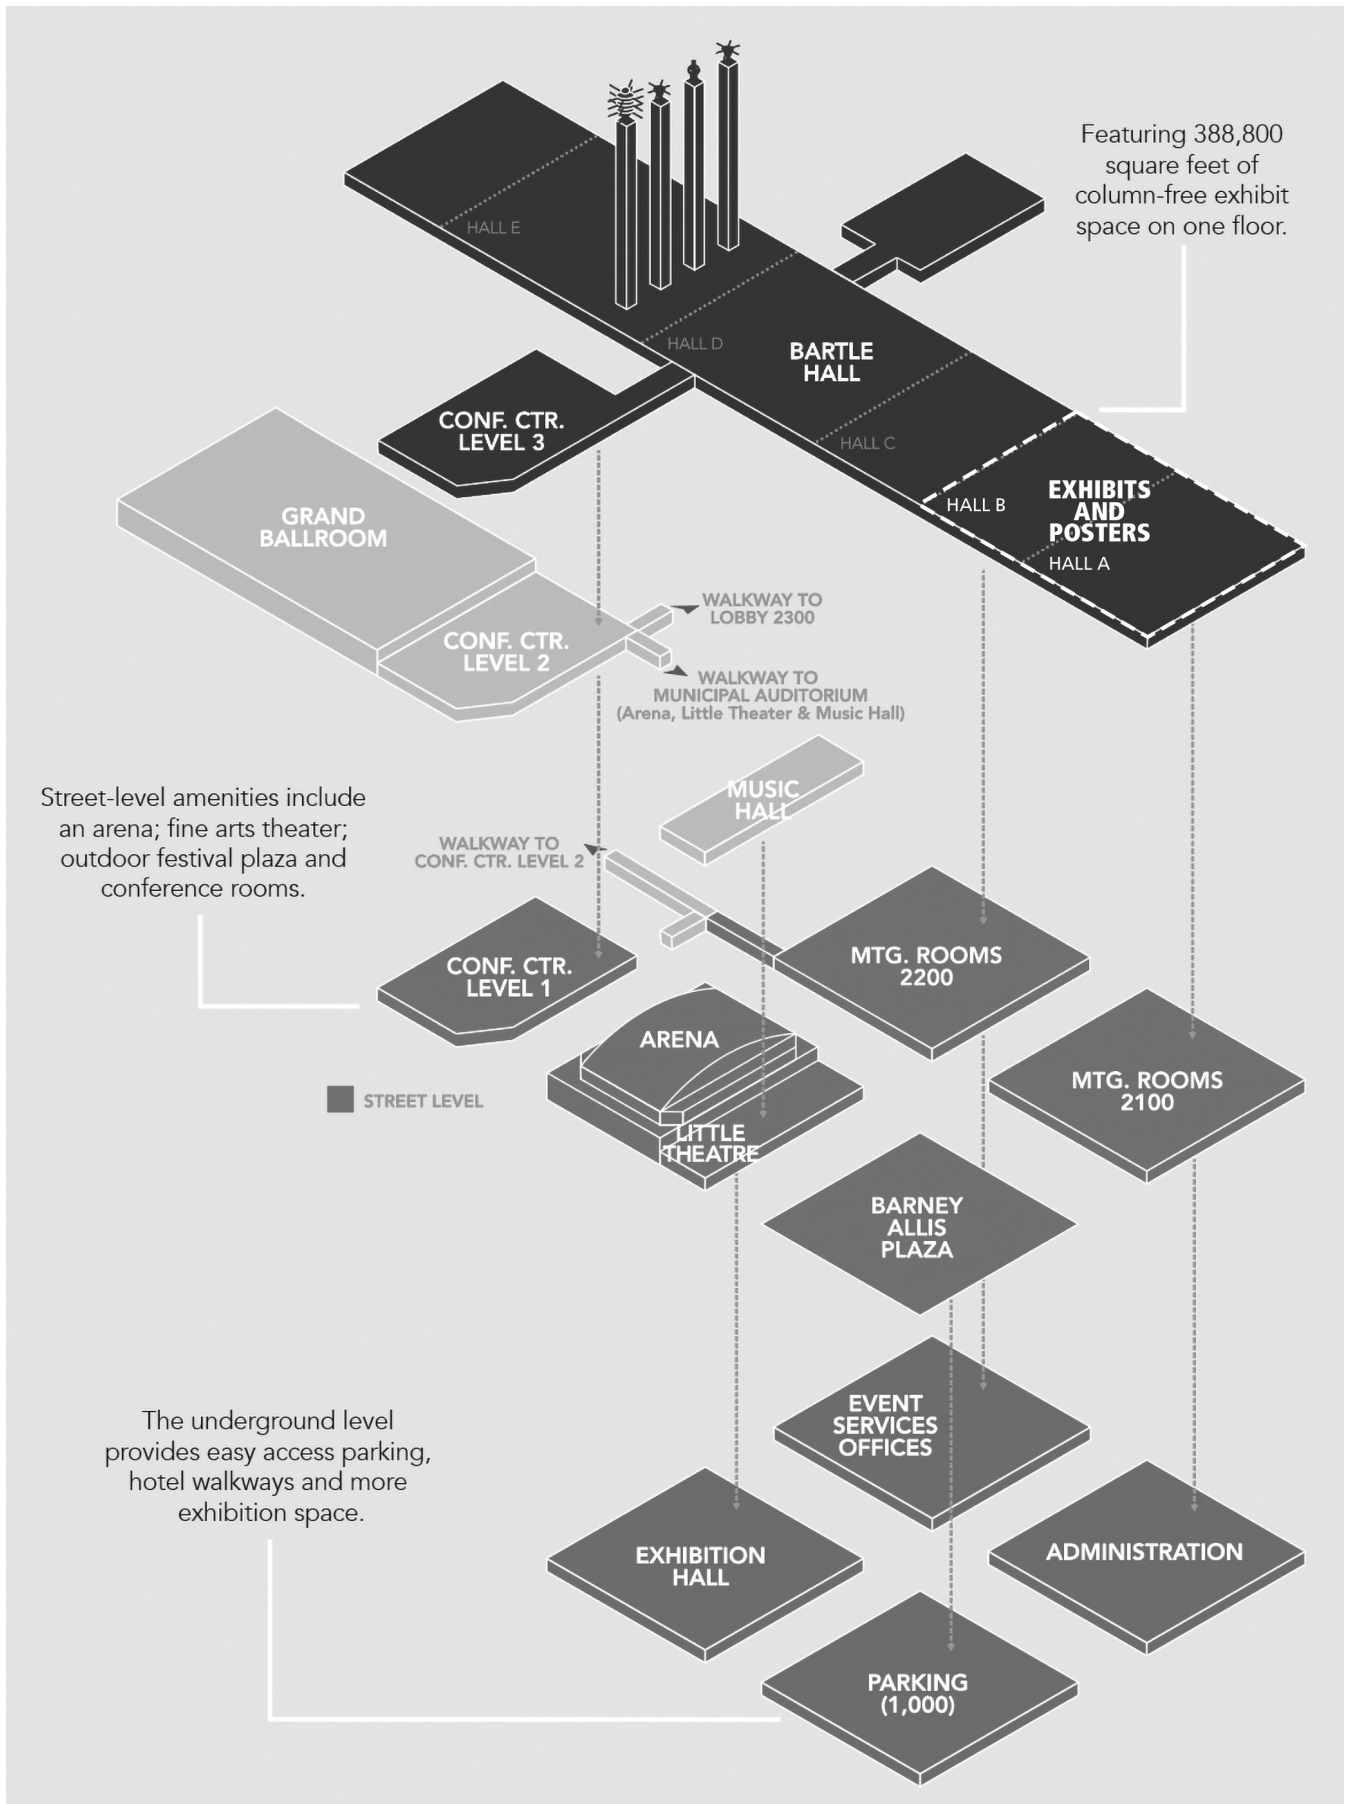 Featuring 388,800
square feet of
column-free exhibit
space on one floor.
HALL E
HALL D
BARTLE
HALL
HALL C
HALL B
EXHIBITS
AND
POSTERS
HALL A
CONF. CTR.
LEVEL 3
GRAND
BALLROOM
CONF. CTR.
LEVEL 2
WALKWAY TO
LOBBY 2300
WALKWAY TO
MUNICIPAL AUDITORIUM
(Arena, Little Theater & Music Hall)
Street-level amenities include
an arena; fine arts theater;
outdoor festival plaza and
conference rooms.
MUSIC
HALL
WALKWAY TO
CONF. CTR. LEVEL 2
CONF. CTR.
LEVEL 1
MTG. ROOMS
2200
ARENA
MTG. ROOMS
2100
STREET LEVEL
LITTLE
THEATRE
BARNEY
ALLIS
PLAZA
EVENT
SERVICES
OFFICES
The underground level
provides easy access parking,
hotel walkways and more
exhibition space.
EXHIBITION
HALL
ADMINISTRATION
PARKING
(1,000)